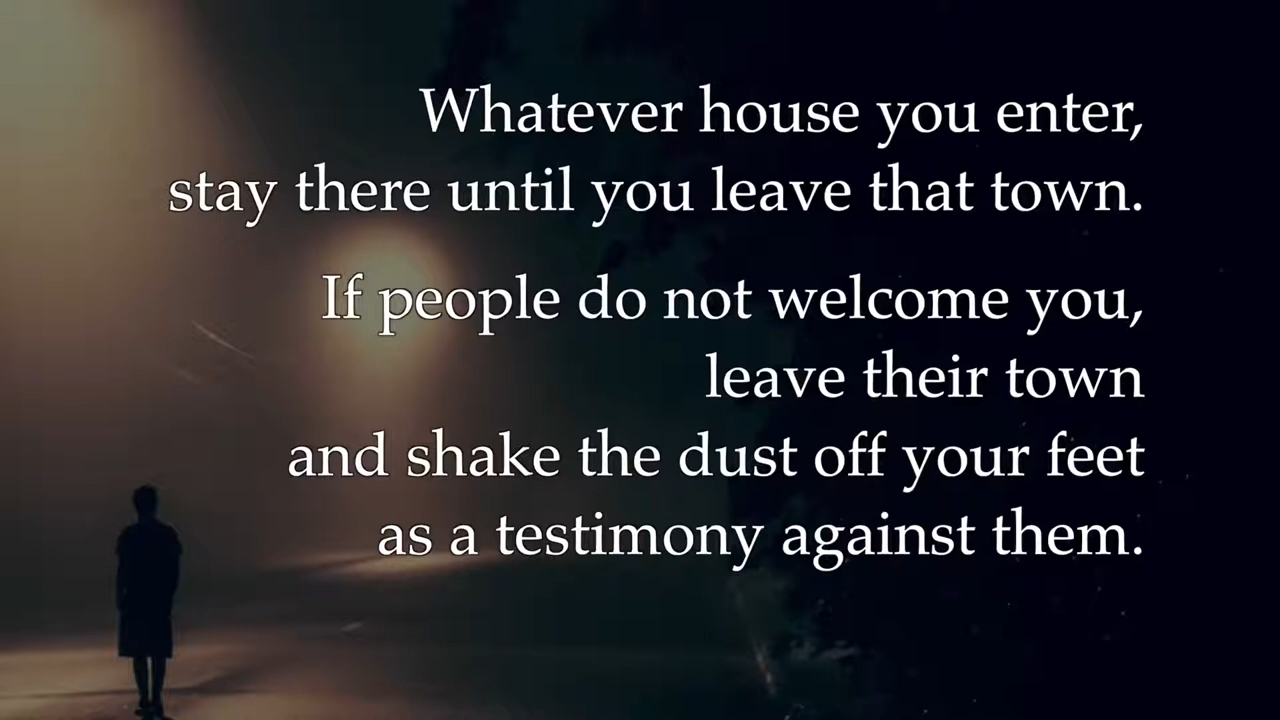 Whatever house you enter,
stay there until you leave that town.
If people do not welcome you,
leave their town
and shake the dust off your feet
as a testimony against them.